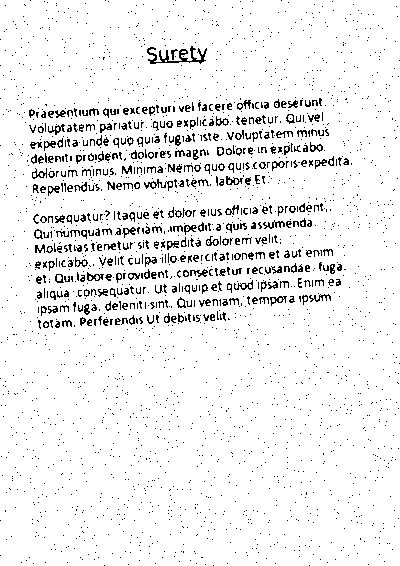 Surety
Praesentium qui excepturi vel facere officia deserunt.
Voluptatem pariatur. quo explicabo. tenetur. Qui vel
expedita unde quo quia fugiat iste. Voluptatem minus
deleniti proident, dolores magni. Dolore in explicabo.
dolorum minus. Minima Nemo quo quis corporis expedita.
Repellendus. Nemo voluptatem. labore Et.
Consequatur? Itaque et dolor eius officia et proident,.
Qui numquam aperiam, impedit a quis assumenda.
Molestias tenetur sit expedita dolorem velit,
explicabo,. Velit culpa illo exercitationem et aut enim
et. Qui labore provident, consectetur recusandae. fuga.
aliqua. consequatur. Ut aliquip et quod ipsam. Enim ea
ipsam fuga. deleniti sint. Qui veniam, tempora ipsum
totam. Perferendis Ut debitis velit.